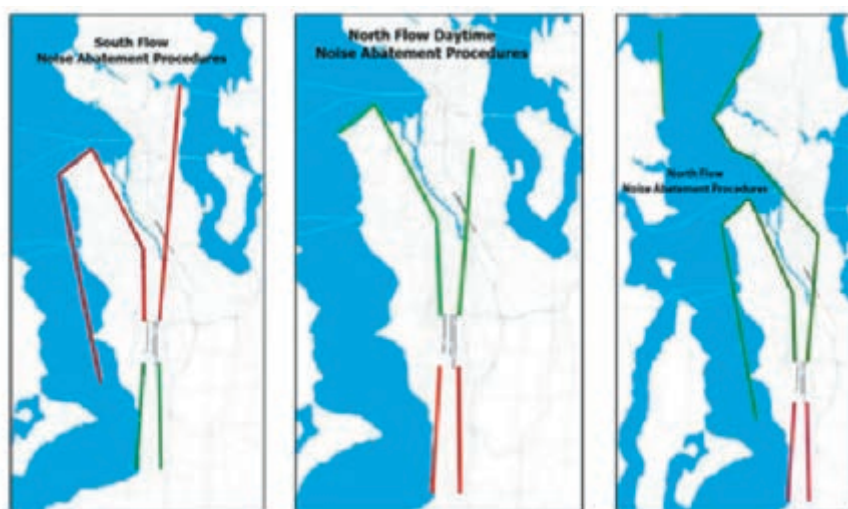 South Flow
Noise Abatement Procedures
North Flow Daytime
Noise Abatement Procedures
North Flow
Noise Abatement Procedures